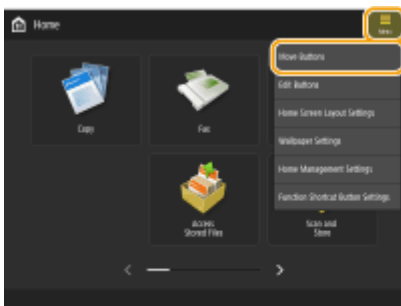 Home
Menu
Move Buttons
Edit Buttons
Home Screen Layout Settings
Wallpaper Settings
Home Management Settings
Function Shortcut Button Settings
Copy
Fax
Access
Stored Files
Scan and
Store